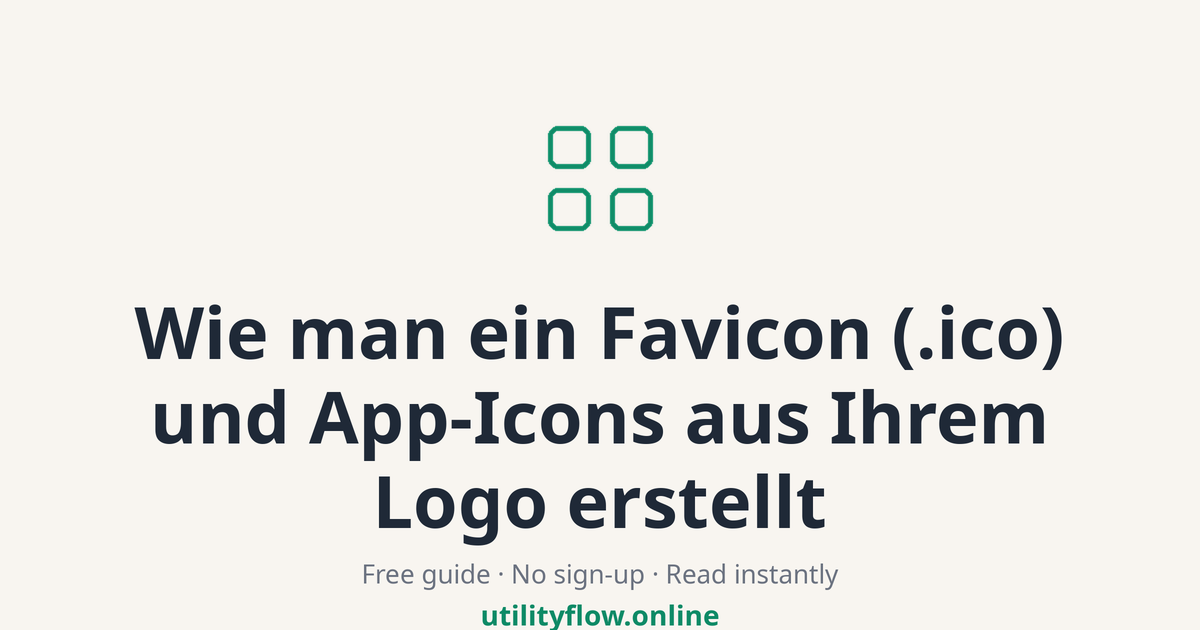 Wie man ein Favicon (.ico)
und App-Icons aus Ihrem
Logo erstellt
Free guide · No sign-up · Read instantly
utilityflow.online